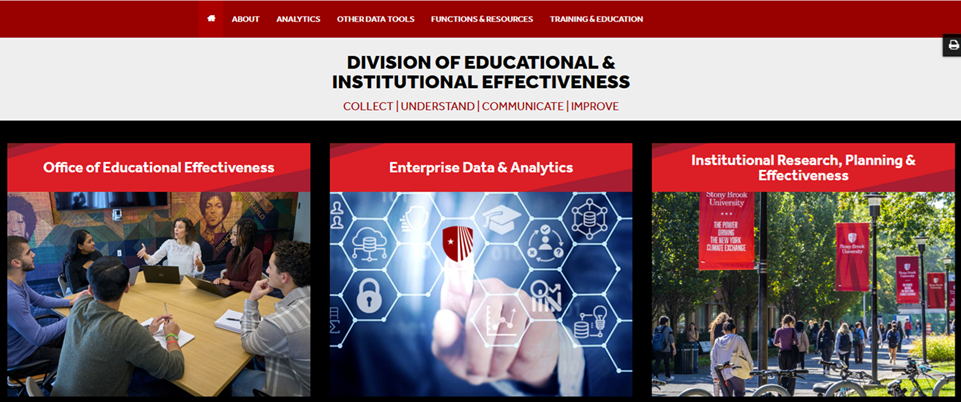 ABOUT ANALYTICS OTHER DATA TOOLS FUNCTIONS & RESOURCES TRAINING & EDUCATION
DIVISION OF EDUCATIONAL &
INSTITUTIONAL EFFECTIVENESS
COLLECT | UNDERSTAND | COMMUNICATE | IMPROVE
Office of Educational Effectiveness
Enterprise Data & Analytics
Institutional Research, Planning &
Effectiveness
Stony Brook
University
THE POWER
DRIVING
THE NEW YORK
CLIMATE EXCHANGE
Stony Brook
University